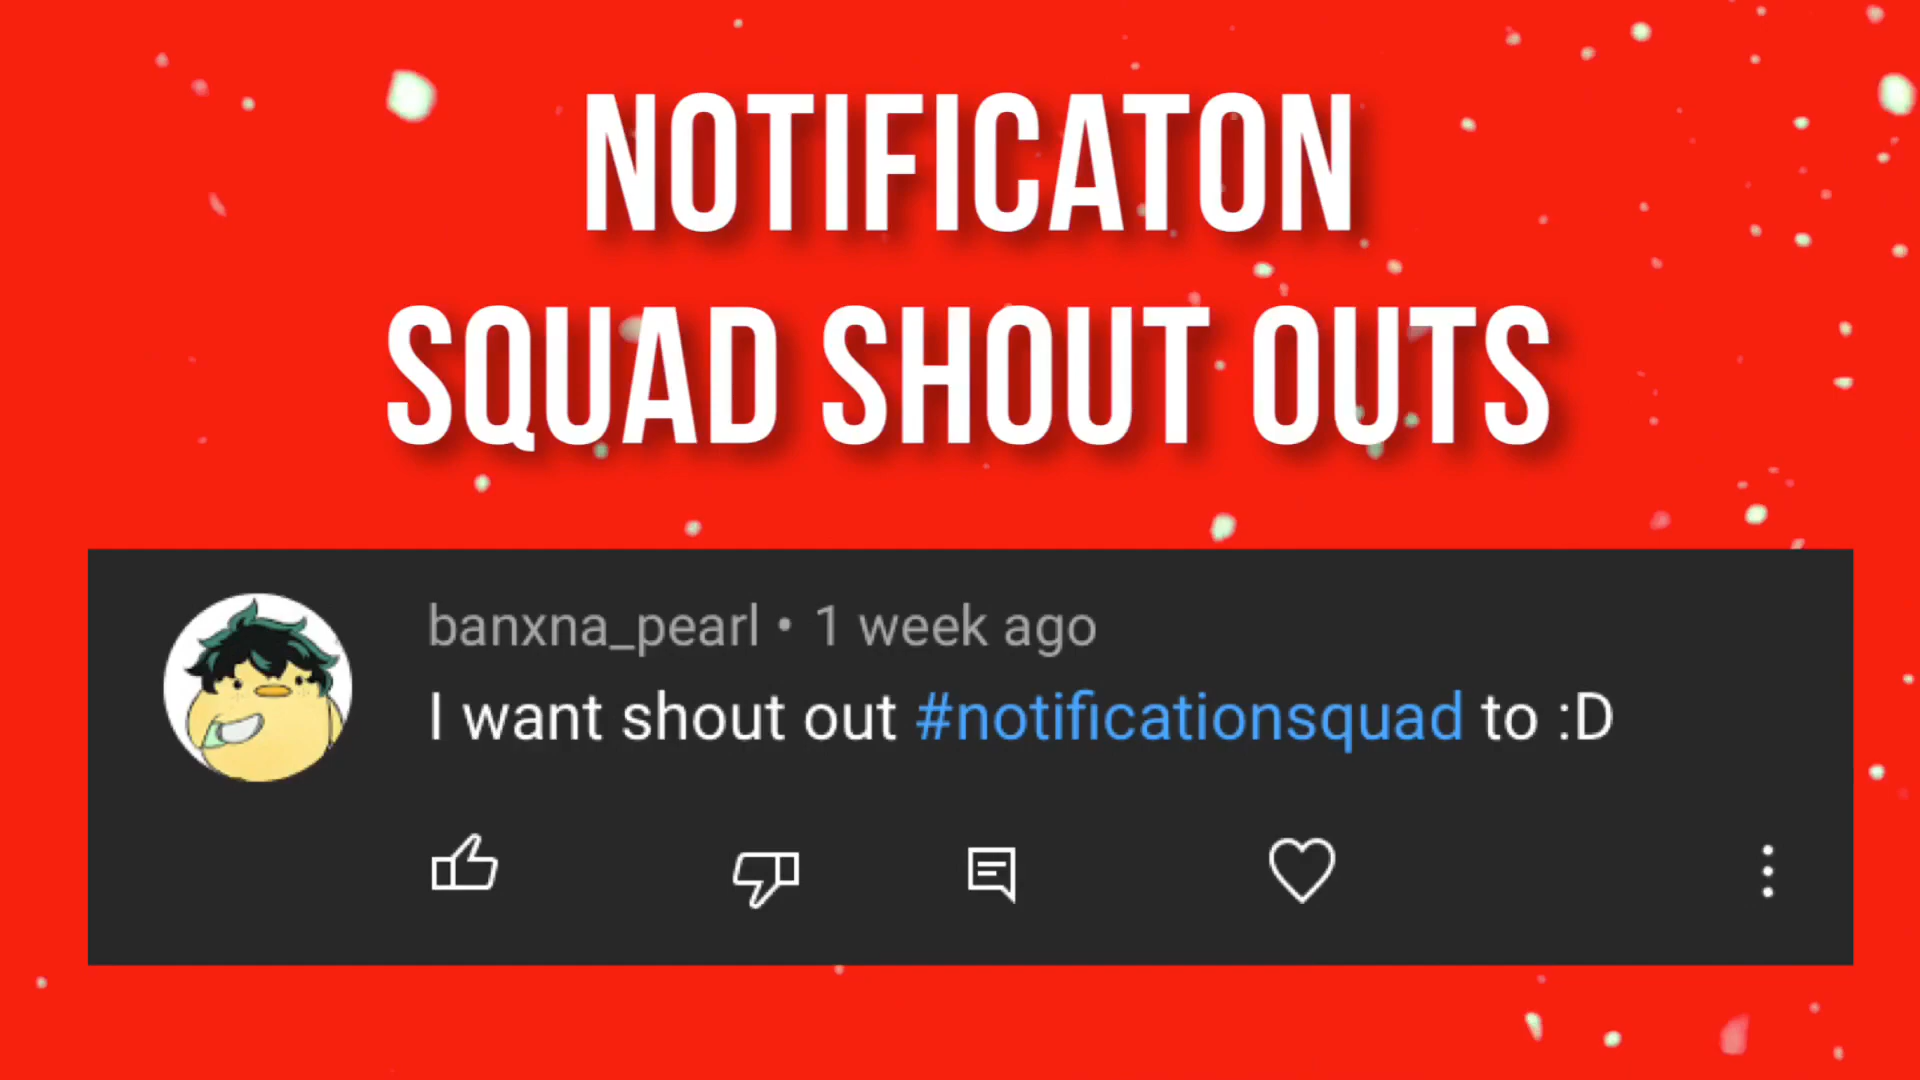 NOTIFICATON
SQUAD SHOUT OUTS
banxna_pearl • 1 week ago
I want shout out #notificationsquad to :D